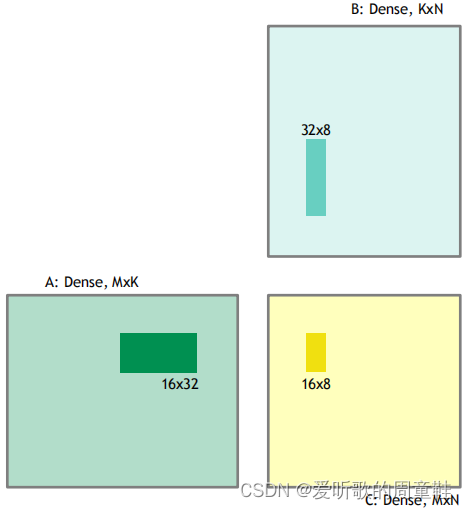 B: Dense, KxN
32x8
A: Dense, MxK
16x32
16x8
CSDN @爱听歌的周童鞋
C: Dense, MxN